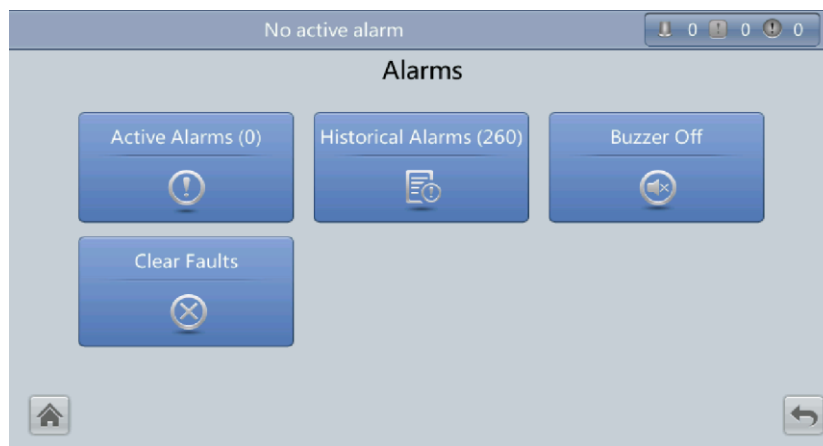 No active alarm
0 0 0
Alarms
Active Alarms (0) Historical Alarms (260) Buzzer Off
Clear Faults